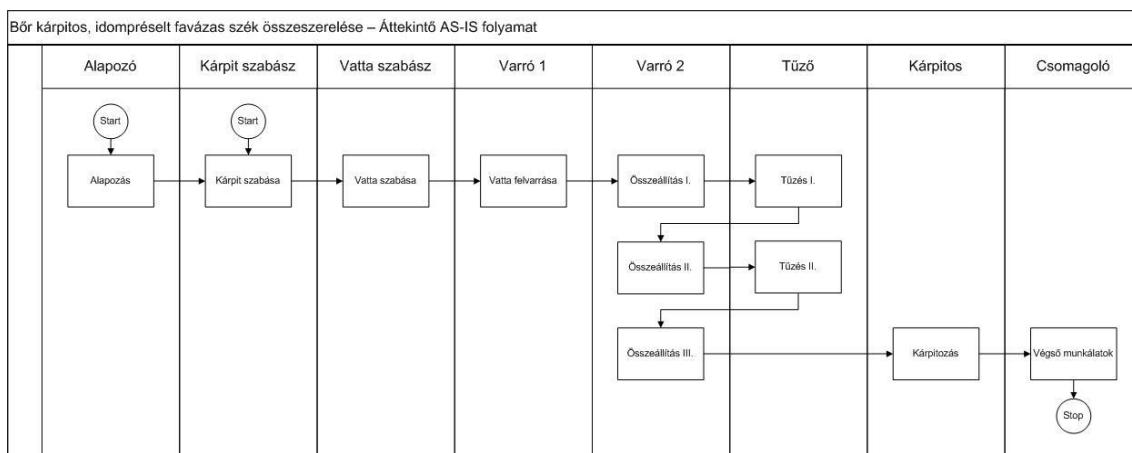 Bőr kárpitos, idompréselt favázas szék összeszerelése – Áttekintő AS-IS folyamat
Alapozó
Kárpit szabász
Vatta szabász
Varró 1
Varró 2
Tűző
Kárpitos
Csomagoló
Start
Start
Alapozás
Kárpit szabása
Vatta szabása
Vatta felvarrása
Összeállítás I.
Tűzés I.
Összeállítás II.
Tűzés II.
Összeállítás III.
Kárpitozás
Végső munkálatok
Stop